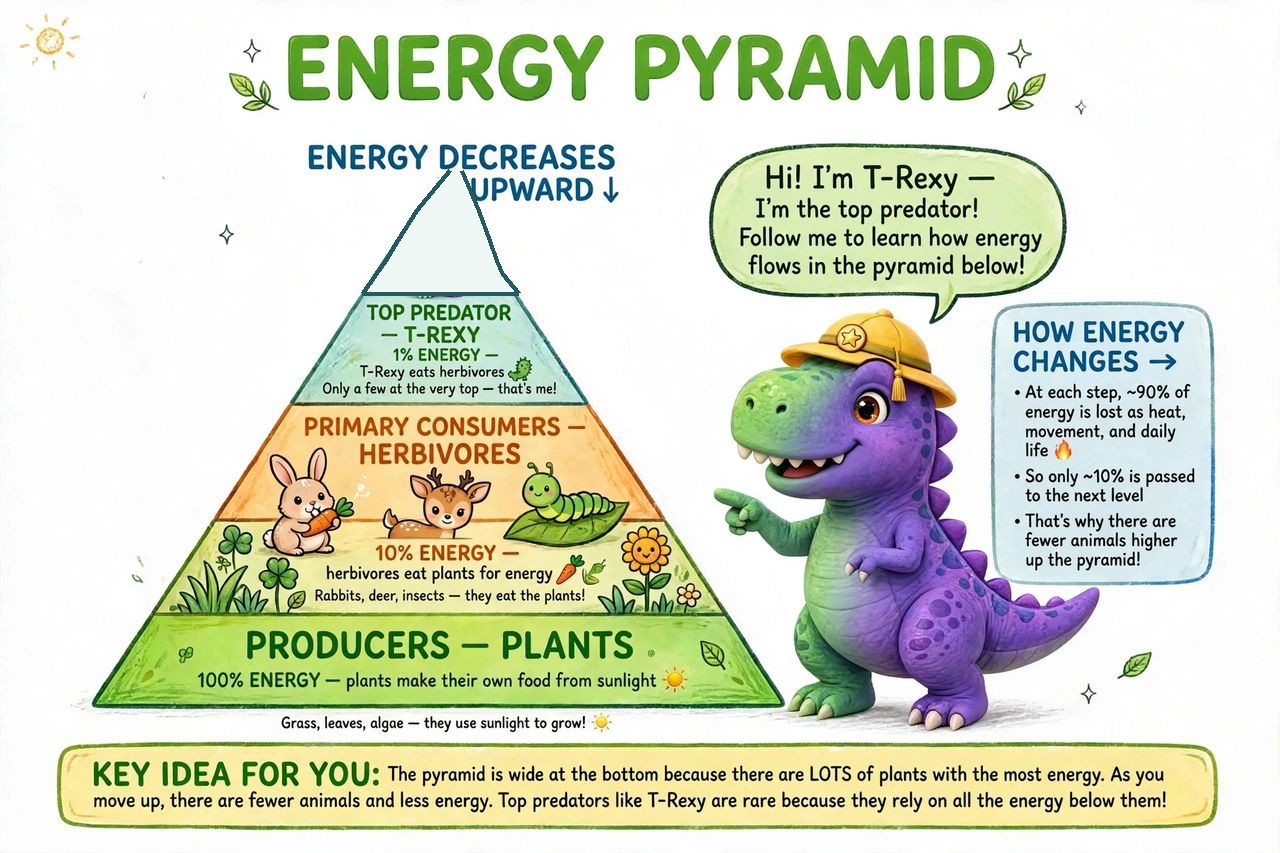 ENERGY PYRAMID
ENERGY DECREASES
UPWARD ↓
Hi! I'm T-Rexy —
I'm the top predator!
Follow me to learn how energy
flows in the pyramid below!
TOP PREDATOR
— T-REXY
1% ENERGY —
T-Rexy eats herbivores
Only a few at the very top — that's me!
PRIMARY CONSUMERS —
HERBIVORES
10% ENERGY —
herbivores eat plants for energy
Rabbits, deer, insects — they eat the plants!
PRODUCERS — PLANTS
100% ENERGY — plants make their own food from sunlight
Grass, leaves, algae — they use sunlight to grow!
HOW ENERGY
CHANGES →
• At each step, ~90% of
energy is lost as heat,
movement, and daily
life 🔥
• So only ~10% is passed
to the next level
• That's why there are
fewer animals higher
up the pyramid!
KEY IDEA FOR YOU: The pyramid is wide at the bottom because there are LOTS of plants with the most energy. As you
move up, there are fewer animals and less energy. Top predators like T-Rexy are rare because they rely on all the energy below them!